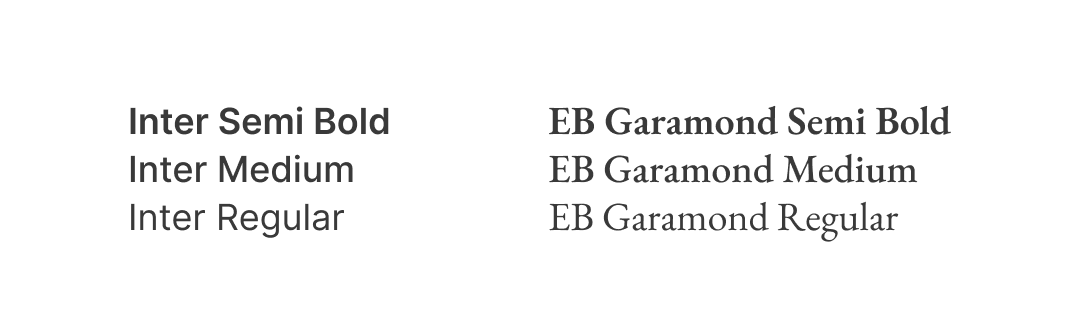 Inter Semi Bold
Inter Medium
Inter Regular
EB Garamond Semi Bold
EB Garamond Medium
EB Garamond Regular